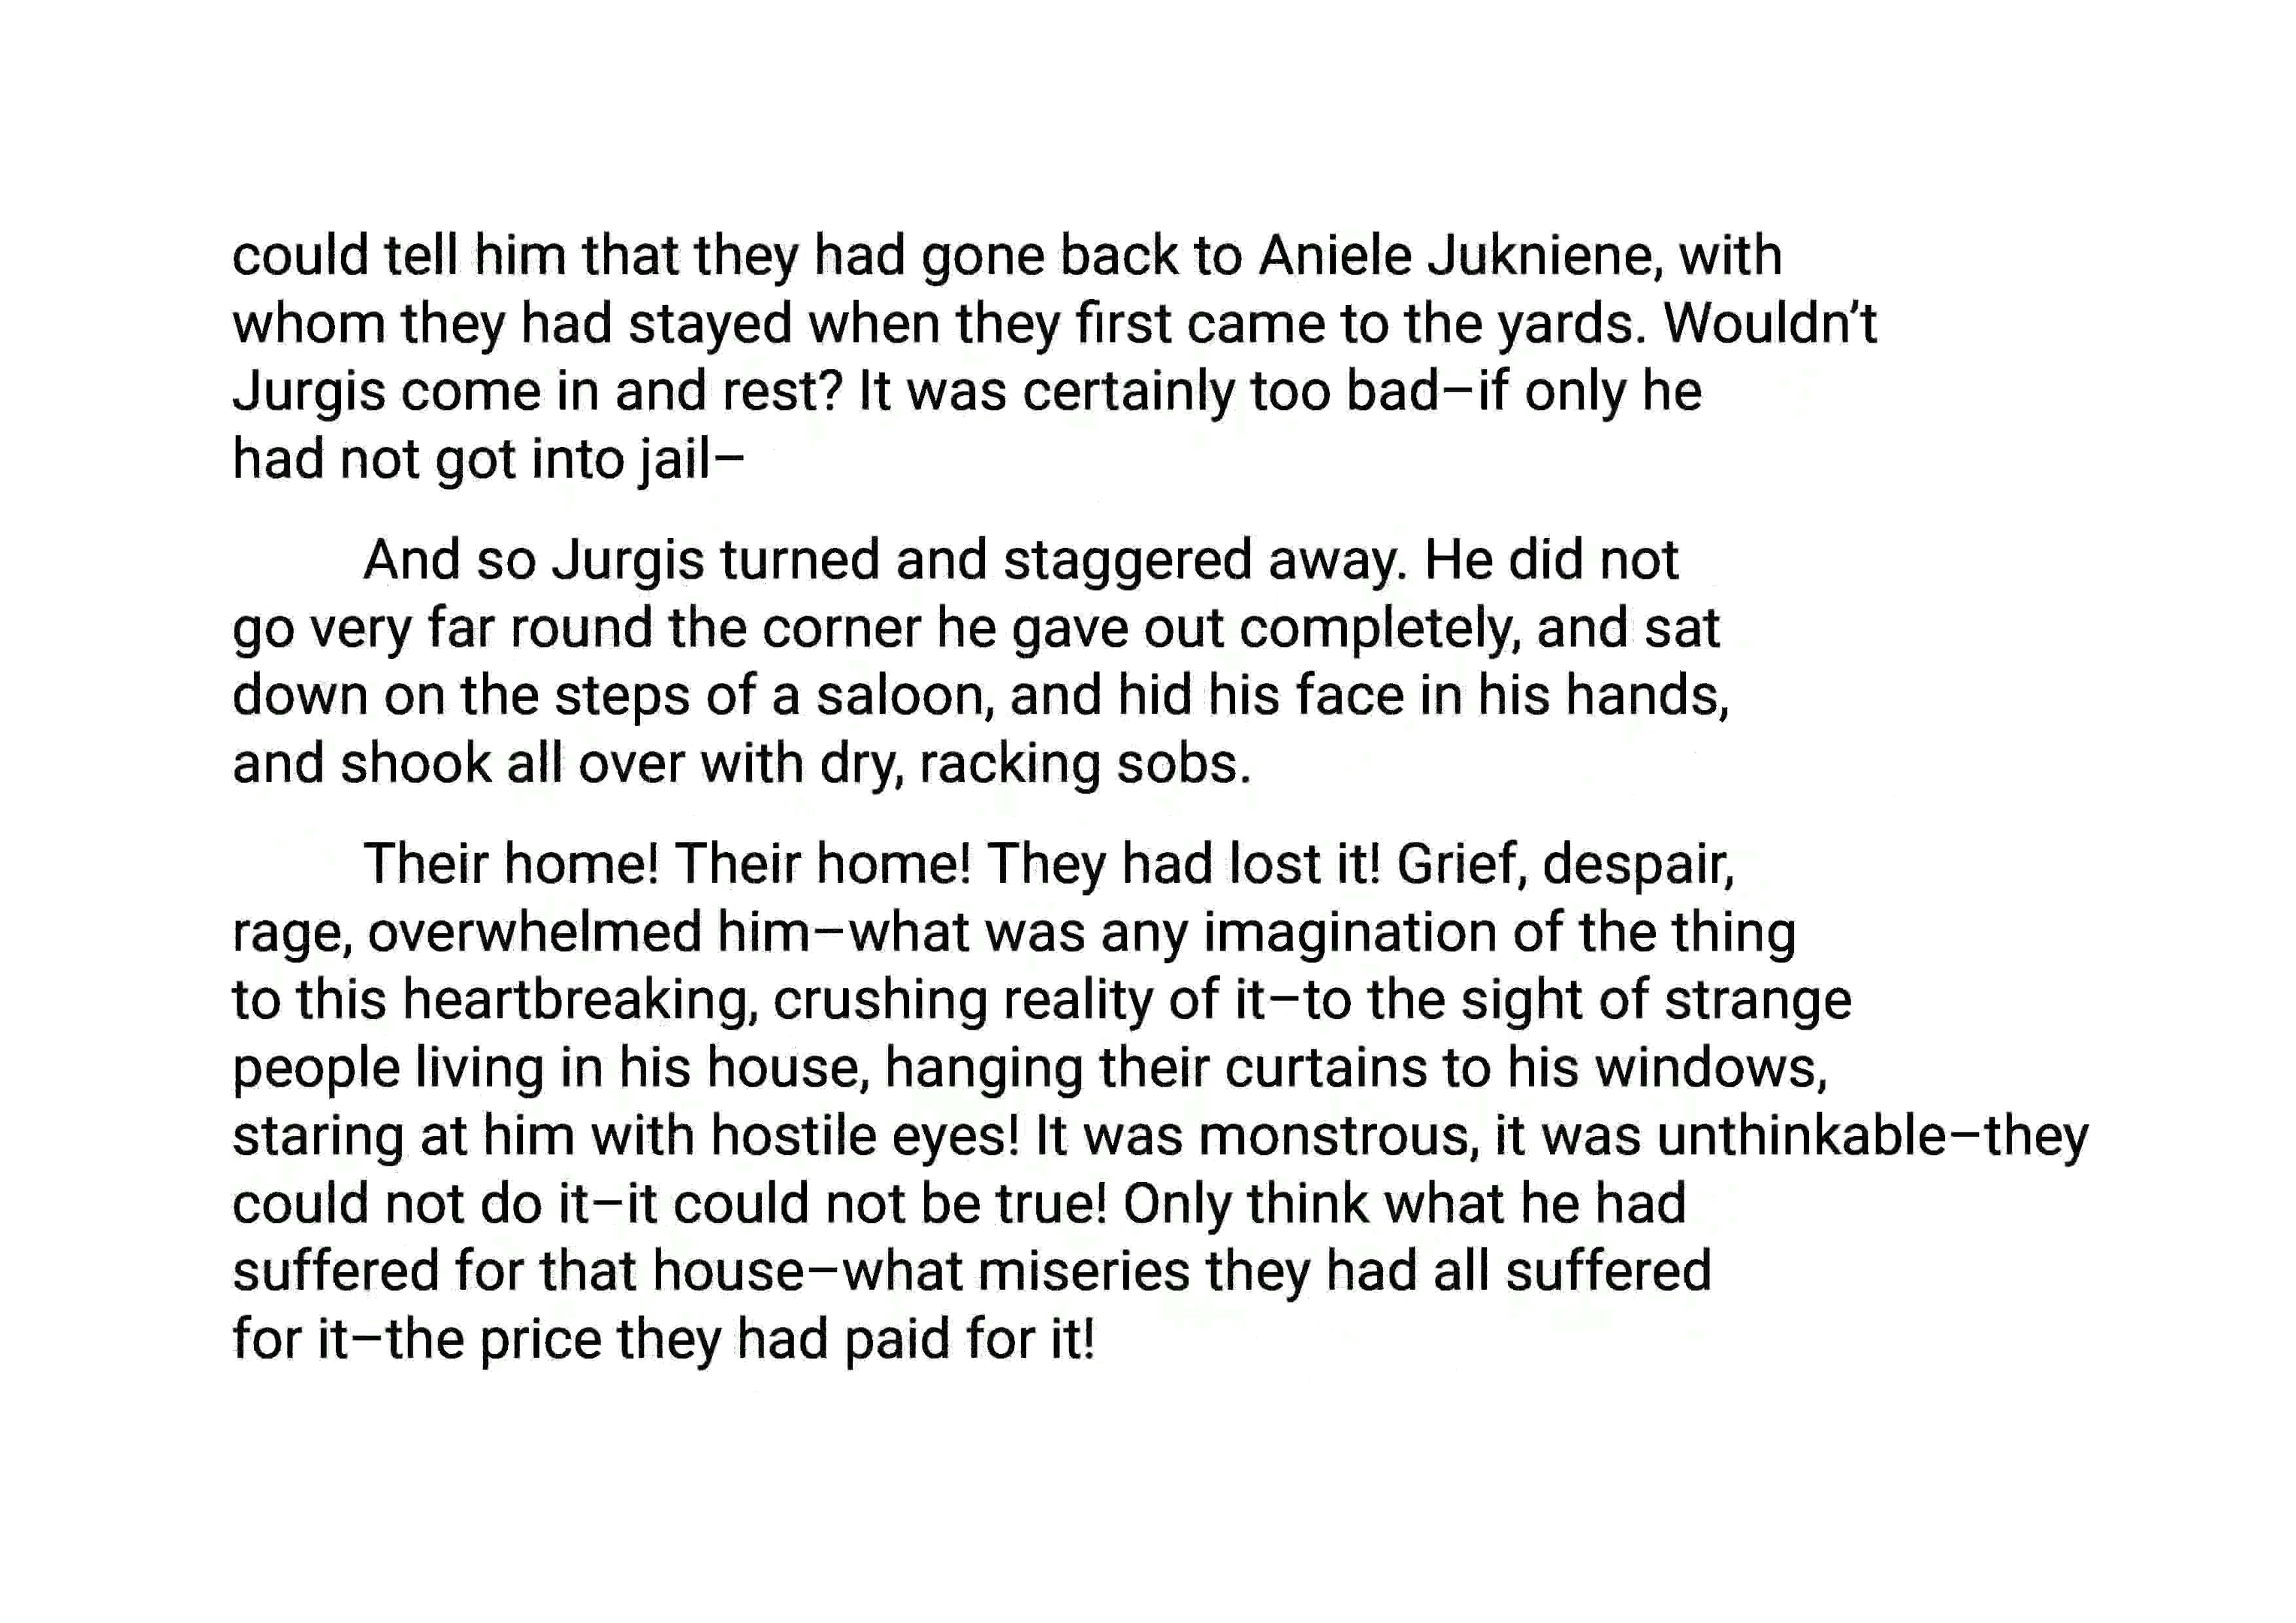 could tell him that they had gone back to Aniele Jukniene, with
whom they had stayed when they first came to the yards. Wouldn’t
Jurgis come in and rest? It was certainly too bad–if only he
had not got into jail–
And so Jurgis turned and staggered away. He did not
go very far round the corner he gave out completely, and sat
down on the steps of a saloon, and hid his face in his hands,
and shook all over with dry, racking sobs.
Their home! Their home! They had lost it! Grief, despair,
rage, overwhelmed him–what was any imagination of the thing
to this heartbreaking, crushing reality of it–to the sight of strange
people living in his house, hanging their curtains to his windows,
staring at him with hostile eyes! It was monstrous, it was unthinkable–they
could not do it–it could not be true! Only think what he had
suffered for that house–what miseries they had all suffered
for it–the price they had paid for it!